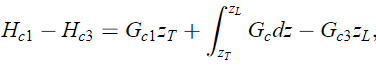 H_{c1} − H_{c3} = G_{c1}z_T + ∫_{z_T}^{z_L} G_c dz − G_{c3}z_L,